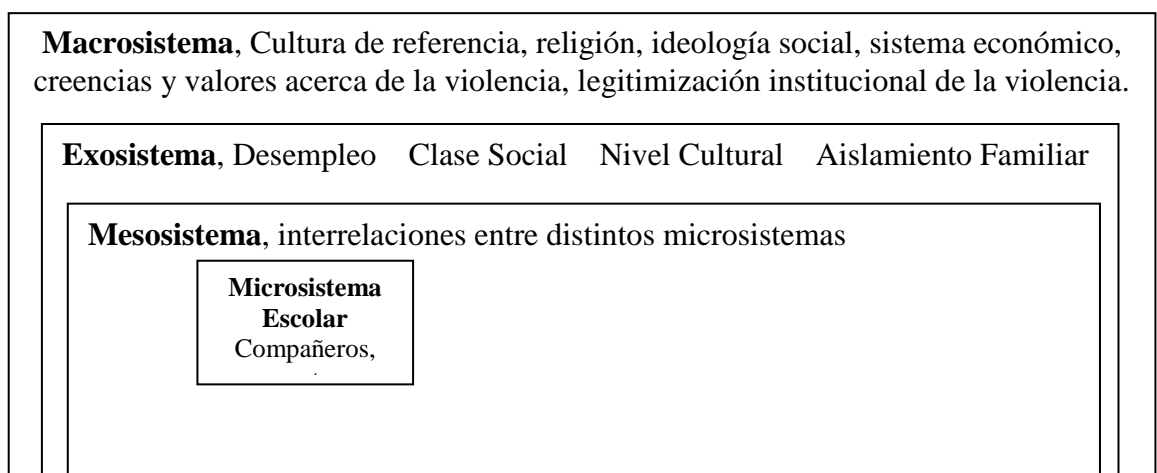 Macrosistema, Cultura de referencia, religión, ideología social, sistema económico,
creencias y valores acerca de la violencia, legitimización institucional de la violencia.
Exosistema, Desempleo Clase Social Nivel Cultural Aislamiento Familiar
Mesosistema, interrelaciones entre distintos microsistemas
Microsistema
Escolar
Compañeros,